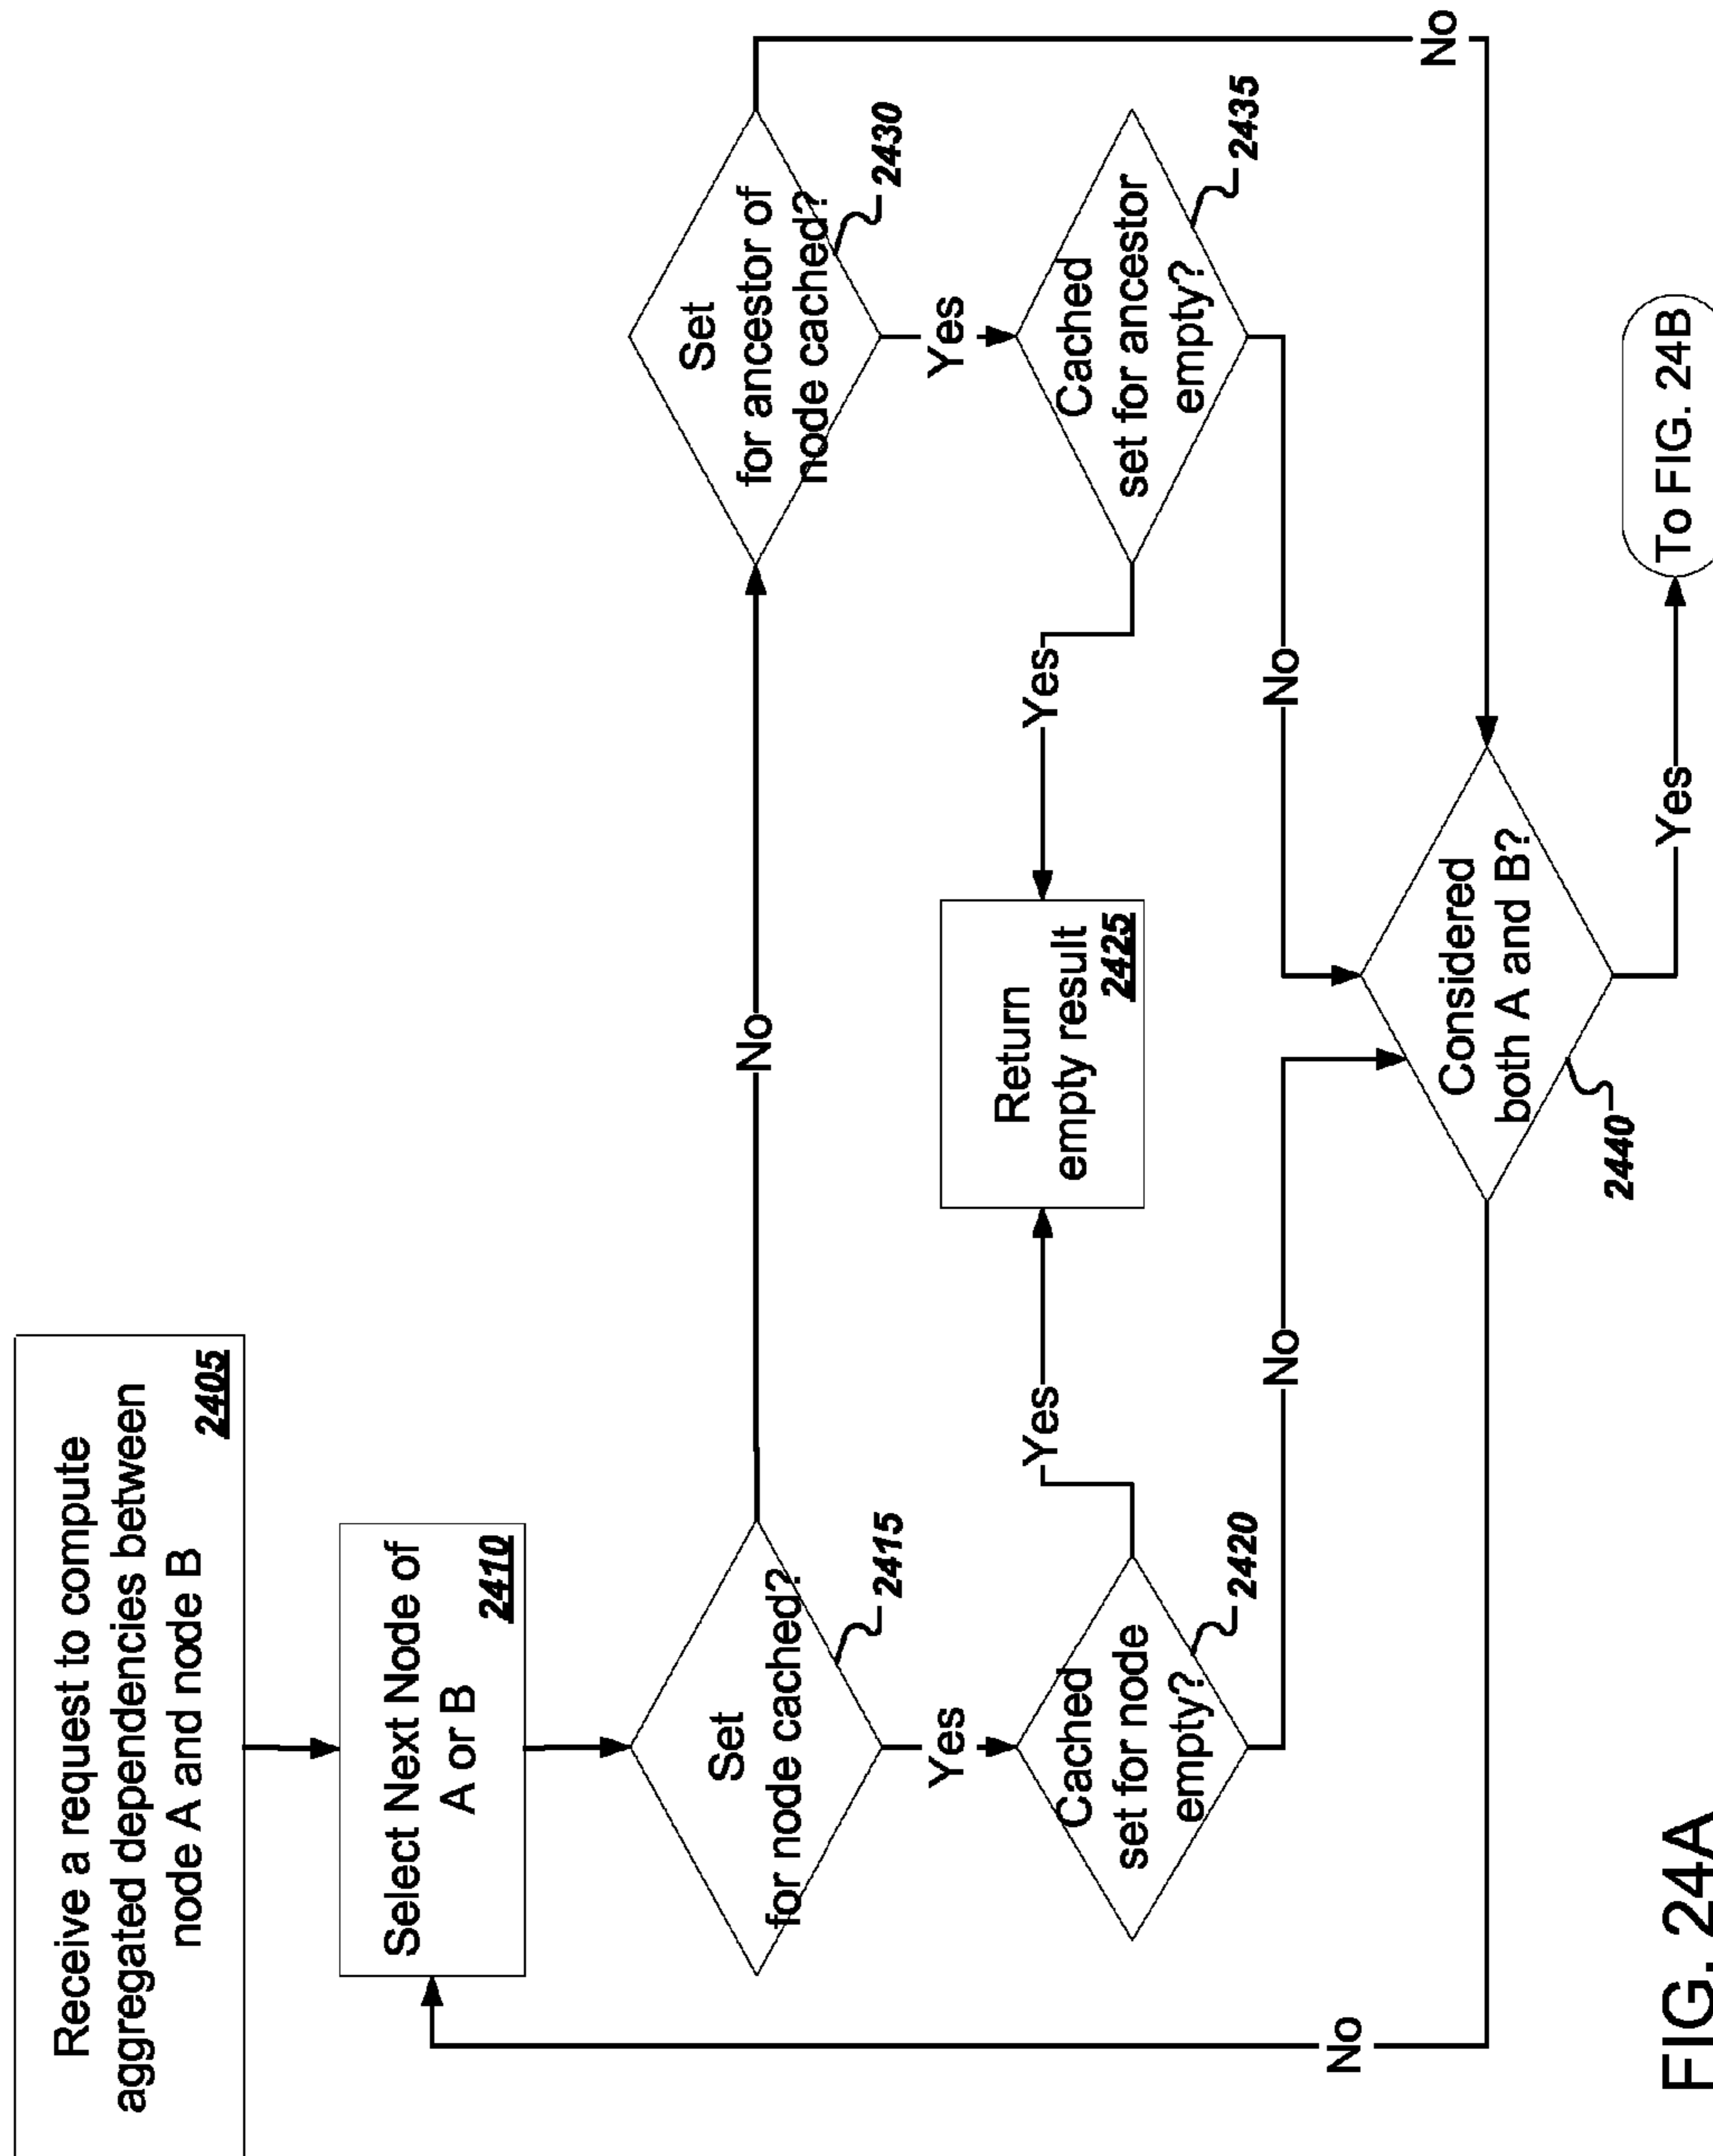 Receive a request to compute
aggregated dependencies between
node A and node B
2405
Select Next Node of
A or B
2410
Set
for node cached?
2415
No
Set
for ancestor of
node cached?
2430
Yes
Yes
Cached
set for node
empty?
2420
Yes
Return
empty result
2425
Yes
Cached
set for ancestor
empty?
2435
No
No
No
Considered
both A and B?
2440
No
Yes
To FIG. 24B
FIG. 24A